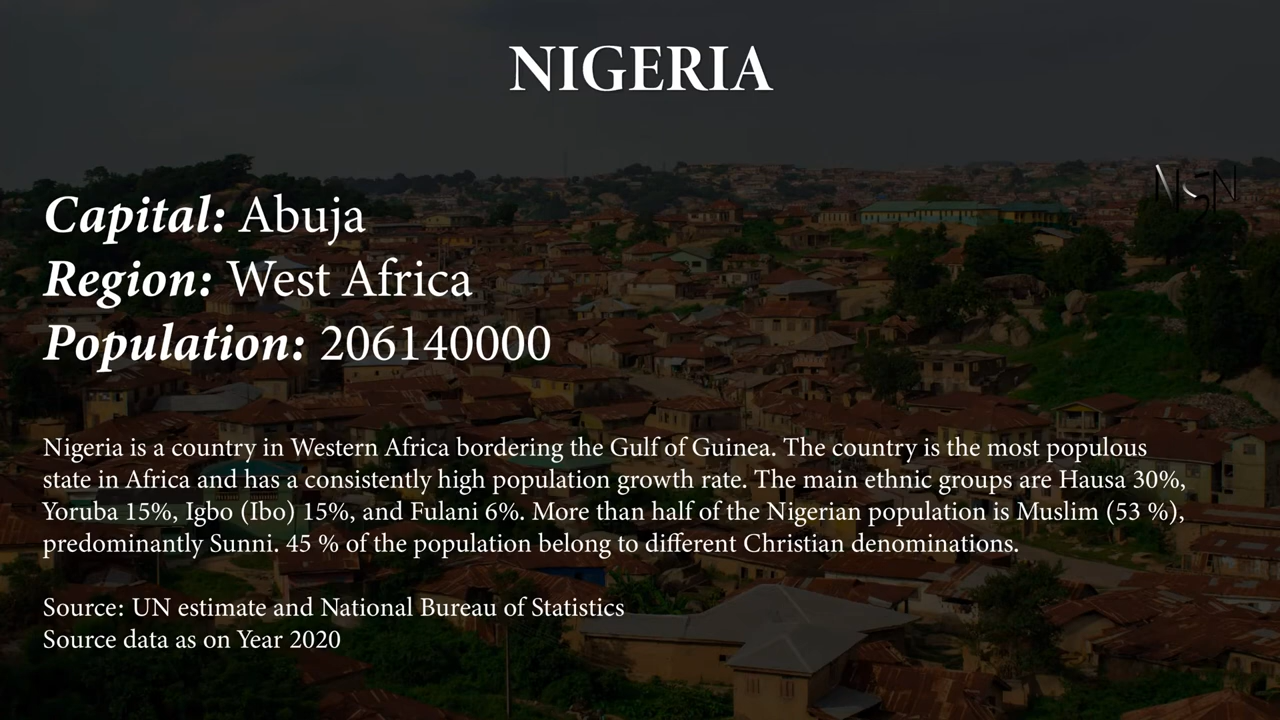 NIGERIA
Capital: Abuja
Region: West Africa
Population: 206140000
Nigeria is a country in Western Africa bordering the Gulf of Guinea. The country is the most populous
state in Africa and has a consistently high population growth rate. The main ethnic groups are Hausa 30%,
Yoruba 15%, Igbo (Ibo) 15%, and Fulani 6%. More than half of the Nigerian population is Muslim (53 %),
predominantly Sunni. 45 % of the population belong to different Christian denominations.
Source: UN estimate and National Bureau of Statistics
Source data as on Year 2020